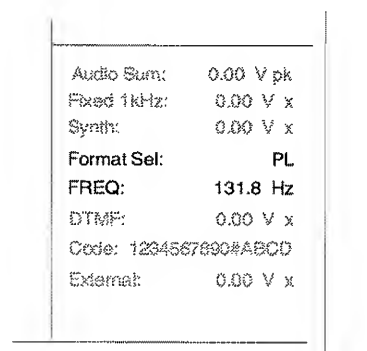 Audio Sum: 0.00 V pk
Fixed 1kHz: 0.00 V x
Synth: 0.00 V x
Format Sel: PL
FREQ: 131.8 Hz
DTMF: 0.00 V x
Code: 1234567890#ABCD
External: 0.00 V x